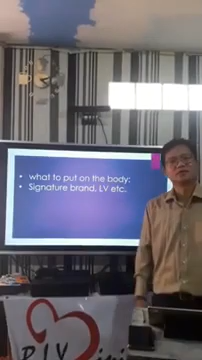 • what to put on the body:
• Signature brand, LV etc.